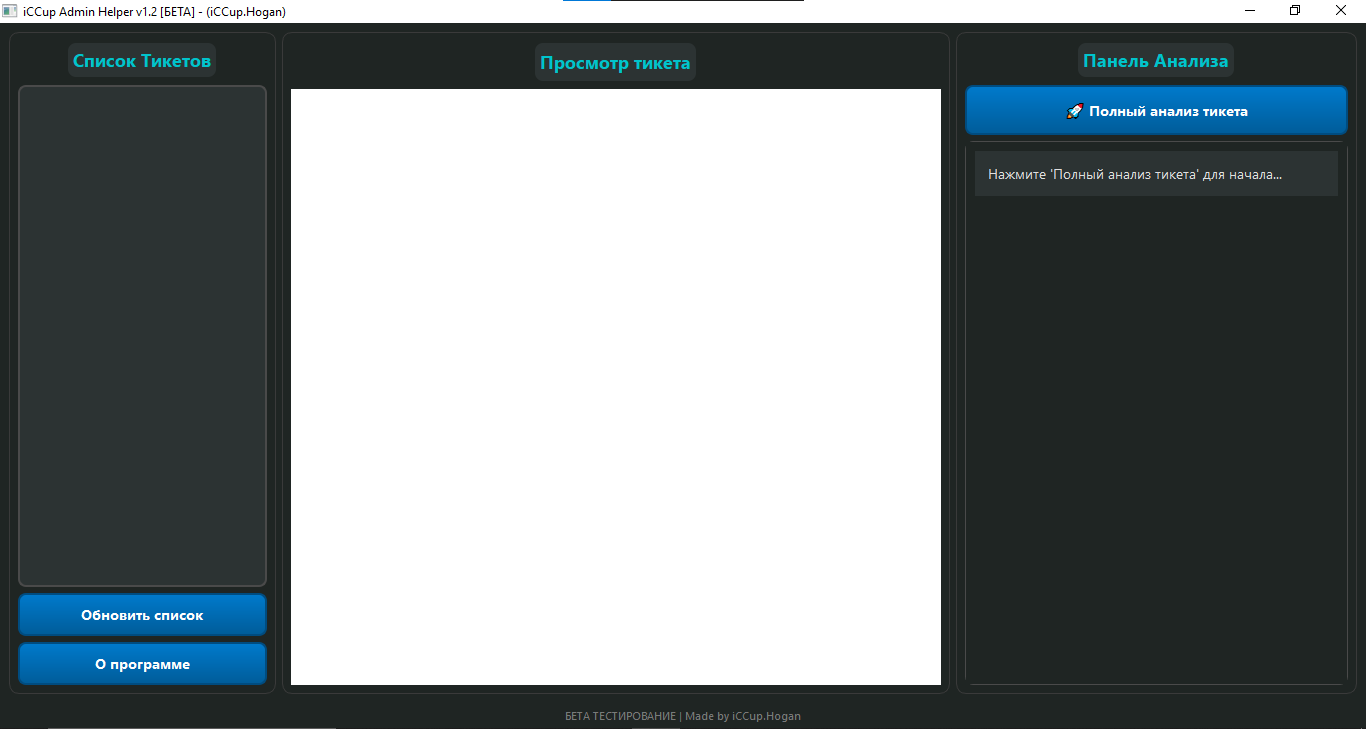 iCCup Admin Helper v1.2 [БЕТА] - (iCCup.Hogan)
Список Тикетов
Обновить список
О программе
Просмотр тикета
Панель Анализа
🚀 Полный анализ тикета
Нажмите 'Полный анализ тикета' для начала...
БЕТА ТЕСТИРОВАНИЕ | Made by iCCup.Hogan